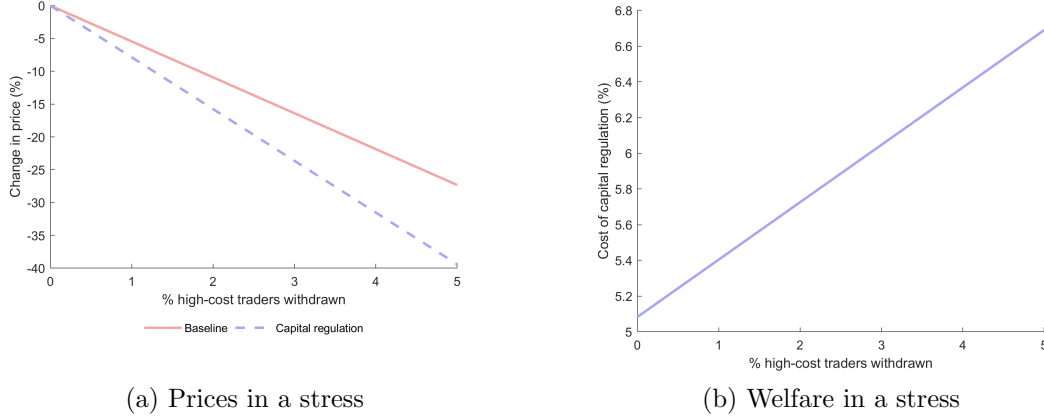 0
-5
-10
-15
-20
-25
-30
-35
-40
Change in price (%)
0 1 2 3 4 5
% high-cost traders withdrawn
Baseline Capital regulation
(a) Prices in a stress
6.8
6.6
6.4
6.2
6
5.8
5.6
5.4
5.2
5
Cost of capital regulation (%)
0 1 2 3 4 5
% high-cost traders withdrawn
(b) Welfare in a stress